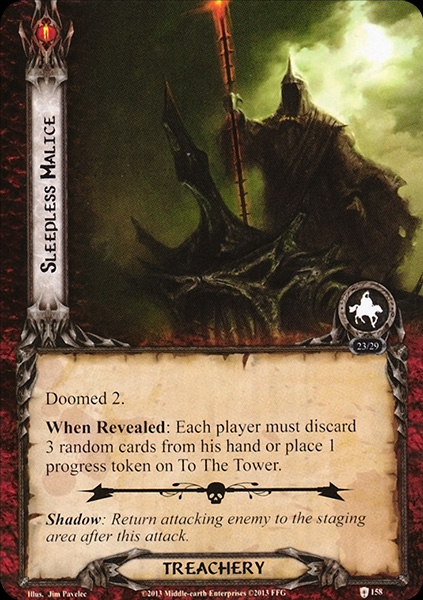 SLEEPLESS MALICE
23/29
Doomed 2.
When Revealed: Each player must discard
3 random cards from his hand or place 1
progress token on To The Tower.
Shadow: Return attacking enemy to the staging
area after this attack.
TREACHERY
Illus. Jim Pavelec
©2013 Middle-earth Enterprises ©2013 FFG
158